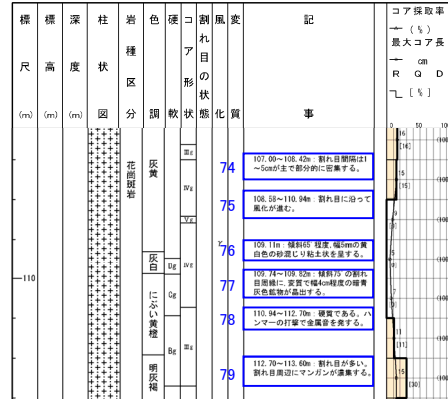 標尺(m)
標高(m)
深度(m)
柱状図
岩種区分
色調
硬軟
コア形状
割れ目の状態
風化
変質
記事
コア採取率
(%)
最大コア長
cm
RQD
[%]
花崗斑岩
灰黄
灰白
にぶい黄橙
明灰褐
Dg
Cg
Bg
Ⅲg
Ⅳg
Ⅴg
Ⅳg
Ⅲg
-110
74
107.00~108.42m:割れ目間隔は1
~5cmが主で部分的に密集する。
75
108.58~110.94m:割れ目に沿って
風化が進む。
76
109.11m:傾斜65 程度,幅5mmの黄
白色の砂混じり粘土状を呈する。
77
109.74~109.82m:傾斜75 の割れ
目周縁に,変質で幅4cm程度の暗青
灰色鉱物が晶出する。
78
110.94~112.70m:硬質である。ハ
ンマーの打撃で金属音を発する。
79
112.70~113.60m:割れ目が多い。
割れ目周辺にマンガンが濃集する。
0
50
100
16
[16]
15
[15]
9
11
[11]
15
[30]